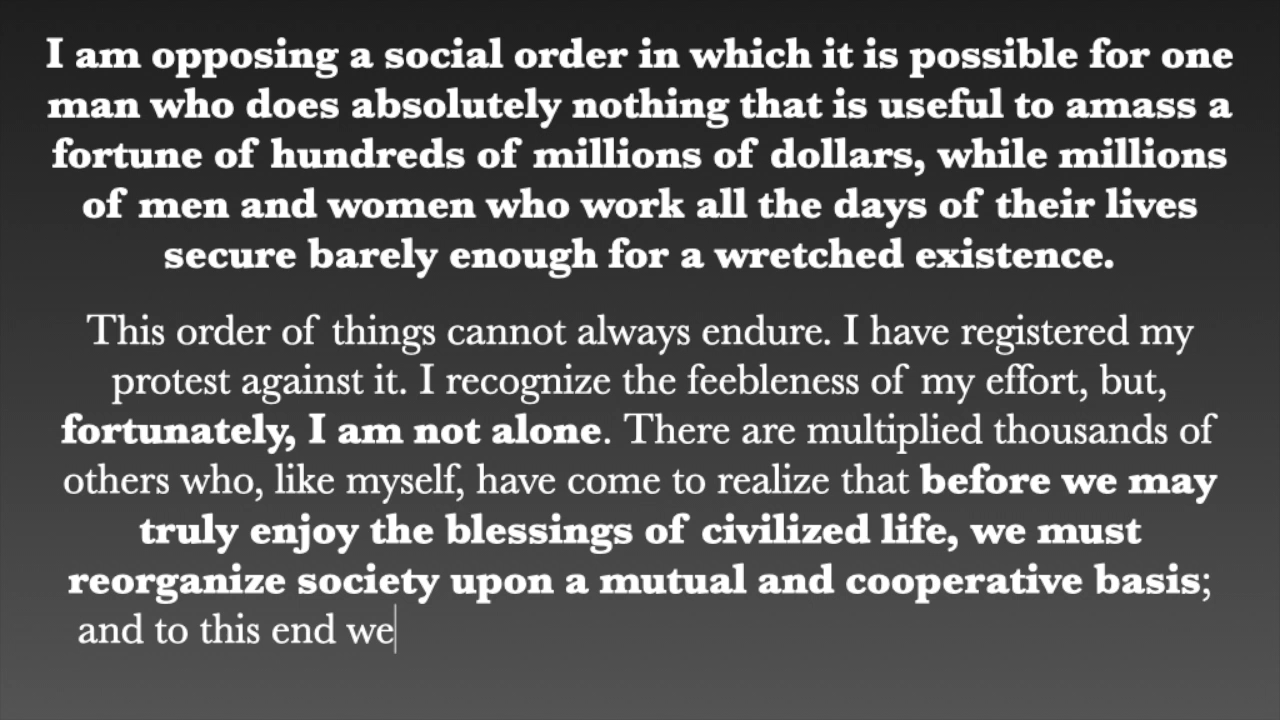 I am opposing a social order in which it is possible for one
man who does absolutely nothing that is useful to amass a
fortune of hundreds of millions of dollars, while millions
of men and women who work all the days of their lives
secure barely enough for a wretched existence.
This order of things cannot always endure. I have registered my
protest against it. I recognize the feebleness of my effort, but,
fortunately, I am not alone. There are multiplied thousands of
others who, like myself, have come to realize that before we may
truly enjoy the blessings of civilized life, we must
reorganize society upon a mutual and cooperative basis;
and to this end we